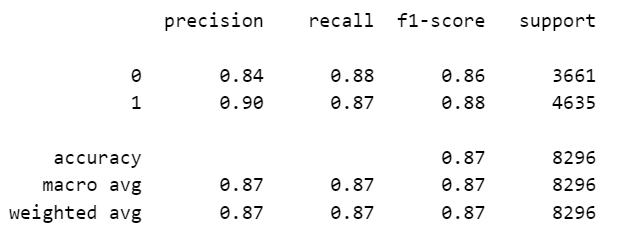 precision recall f1-score support
0 0.84 0.88 0.86 3661
1 0.90 0.87 0.88 4635
accuracy 0.87 8296
macro avg 0.87 0.87 0.87 8296
weighted avg 0.87 0.87 0.87 8296